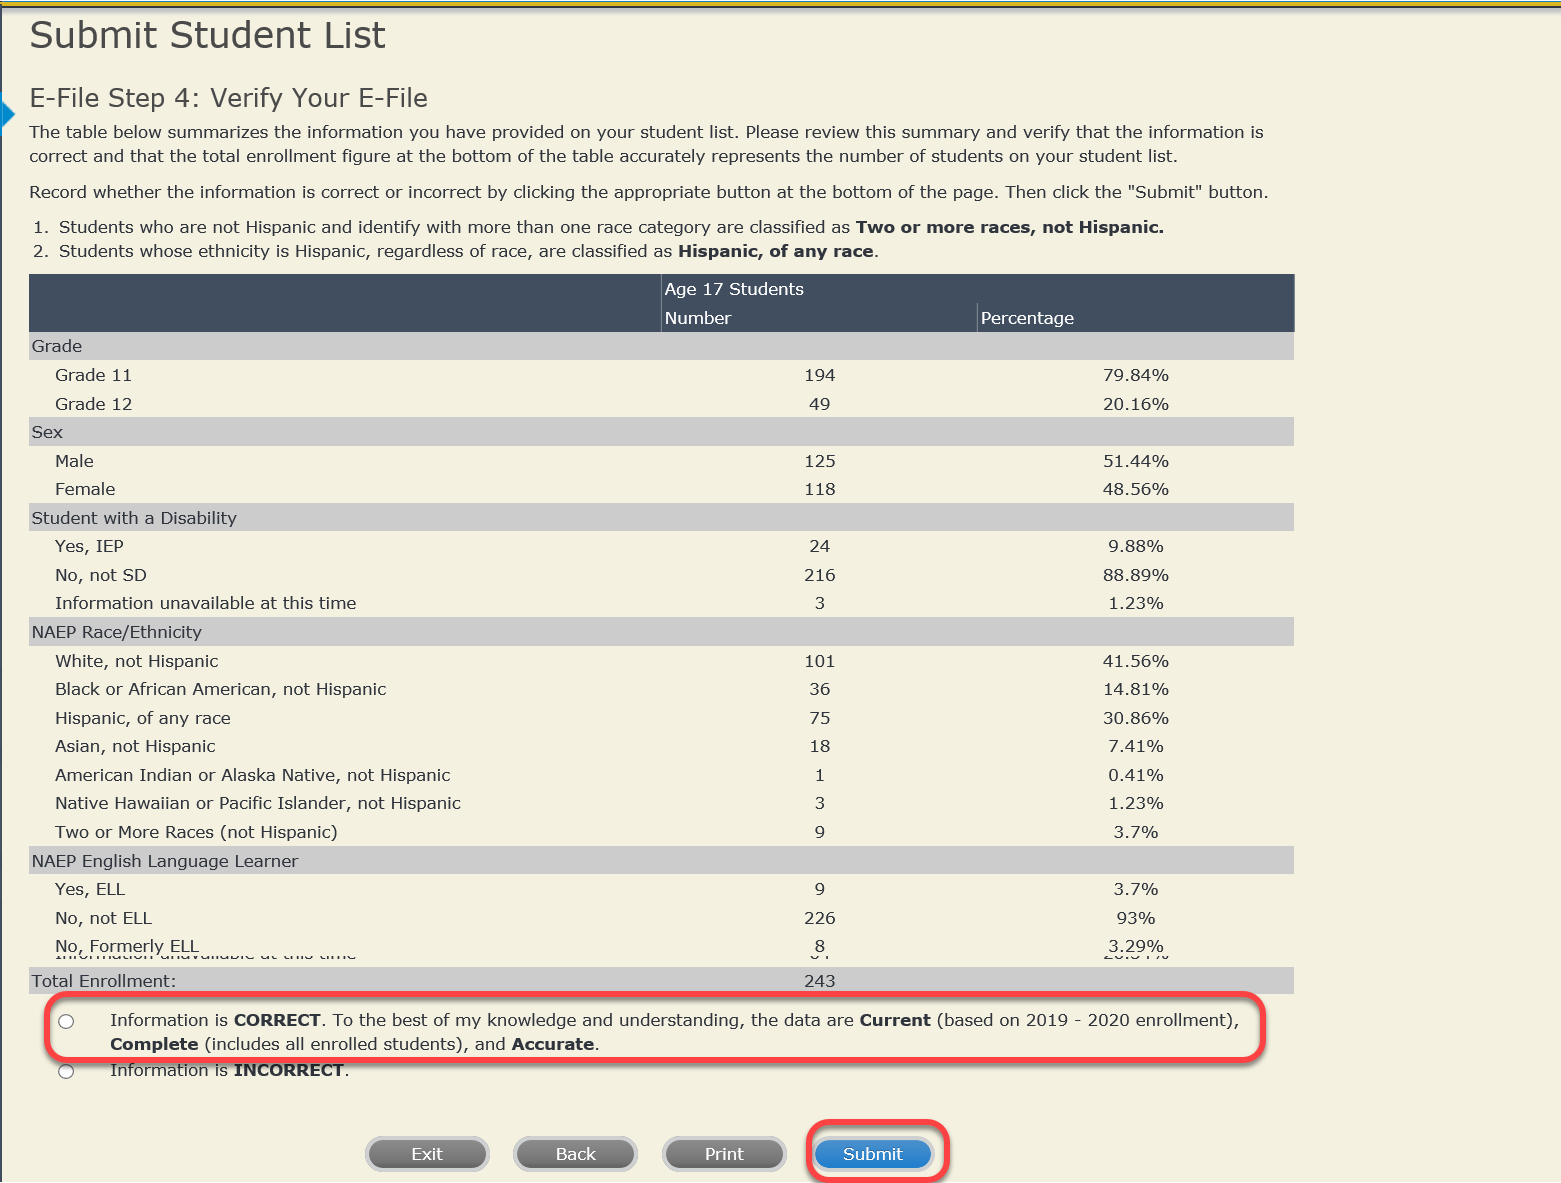 Submit Student List
E-File Step 4: Verify Your E-File
The table below summarizes the information you have provided on your student list. Please review this summary and verify that the information is
correct and that the total enrollment figure at the bottom of the table accurately represents the number of students on your student list.
Record whether the information is correct or incorrect by clicking the appropriate button at the bottom of the page. Then click the "Submit" button.
1. Students who are not Hispanic and identify with more than one race category are classified as Two or more races, not Hispanic.
2. Students whose ethnicity is Hispanic, regardless of race, are classified as Hispanic, of any race.
Age 17 Students
Number Percentage
Grade
Grade 11 194 79.84%
Grade 12 49 20.16%
Sex
Male 125 51.44%
Female 118 48.56%
Student with a Disability
Yes, IEP 24 9.88%
No, not SD 216 88.89%
Information unavailable at this time 3 1.23%
NAEP Race/Ethnicity
White, not Hispanic 101 41.56%
Black or African American, not Hispanic 36 14.81%
Hispanic, of any race 75 30.86%
Asian, not Hispanic 18 7.41%
American Indian or Alaska Native, not Hispanic 1 0.41%
Native Hawaiian or Pacific Islander, not Hispanic 3 1.23%
Two or More Races (not Hispanic) 9 3.7%
NAEP English Language Learner
Yes, ELL 9 3.7%
No, not ELL 226 93%
No, Formerly ELL 8 3.29%
Total Enrollment: 243
Information is CORRECT. To the best of my knowledge and understanding, the data are Current (based on 2019 - 2020 enrollment),
Complete (includes all enrolled students), and Accurate.
Information is INCORRECT.
Exit Back Print Submit